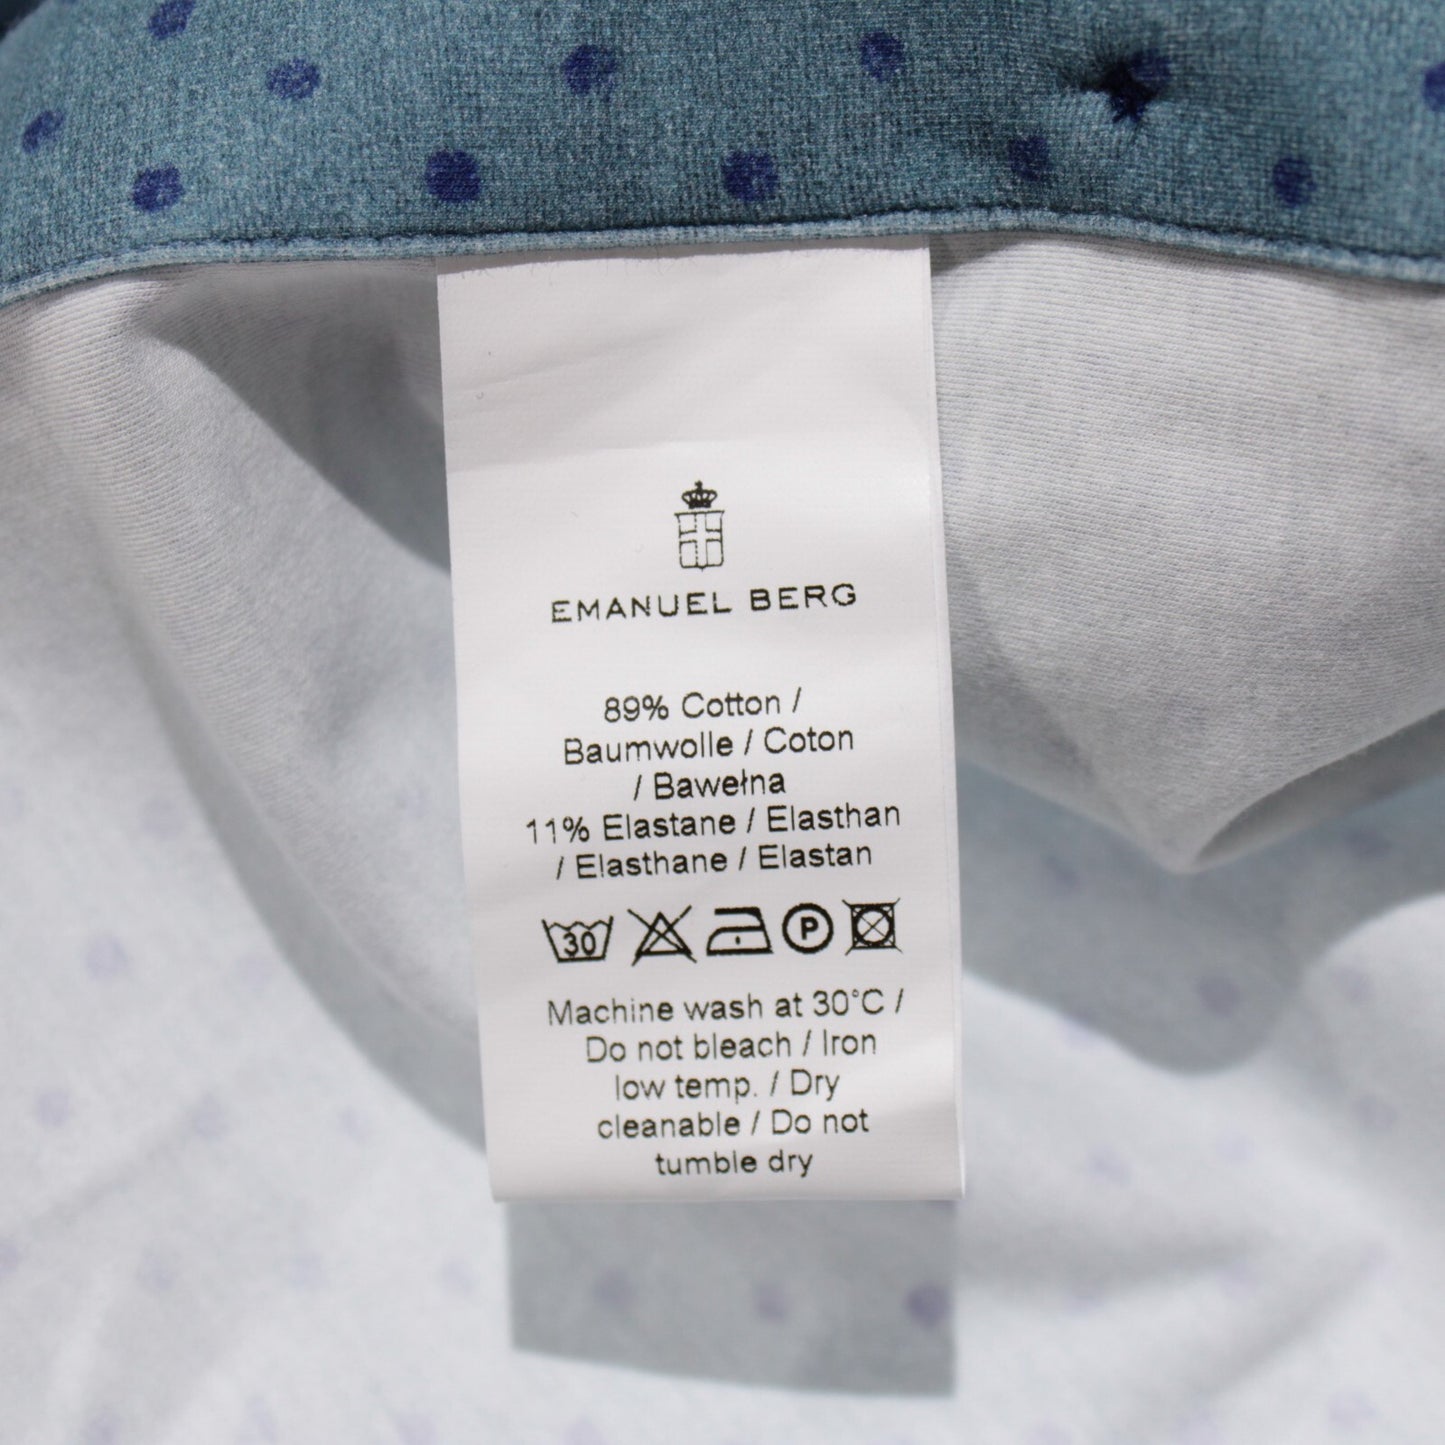 EMANUEL BERG
89% Cotton /
Baumwolle / Coton
/ Bawełna
11% Elastane / Elasthan
/ Elasthane / Elastan
30 P
Machine wash at 30°C /
Do not bleach / Iron
low temp. / Dry
cleanable / Do not
tumble dry